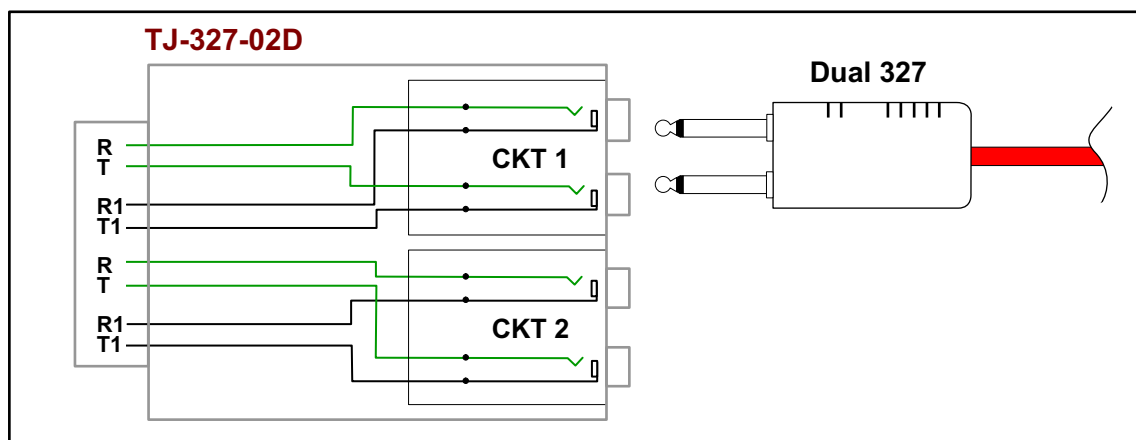 TJ-327-02D
Dual 327
R
T
CKT 1
R1
T1
R
T
R1
CKT 2
T1